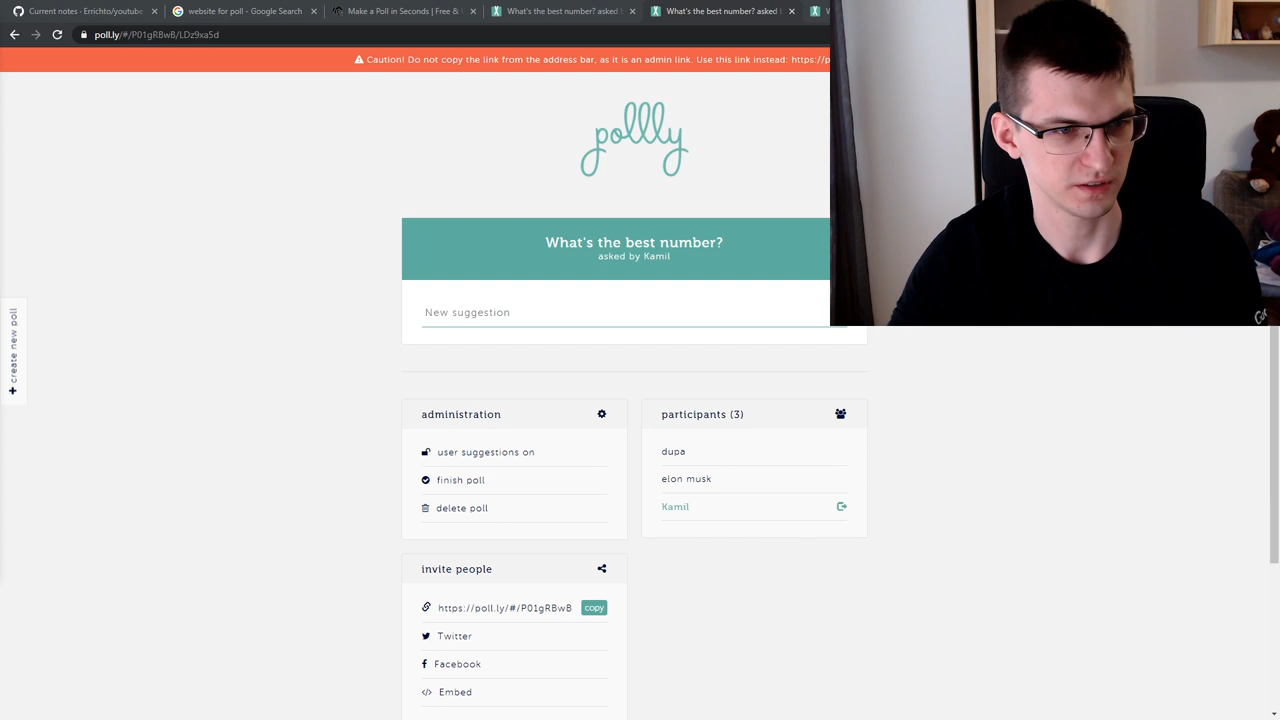 Current notes · Errichto/youtube
website for poll - Google Search
Make a Poll in Seconds | Free &
What's the best number? asked
What's the best number? asked
poll.ly/#/P01gRBwB/LDz9xa5d
Caution! Do not copy the link from the address bar, as it is an admin link. Use this link instead: https://p
pollly
What's the best number?
asked by Kamil
New suggestion
+ create new poll
administration
user suggestions on
finish poll
delete poll
participants (3)
dupa
elon musk
Kamil
invite people
https://poll.ly/#/P01gRBwB
copy
Twitter
Facebook
Embed